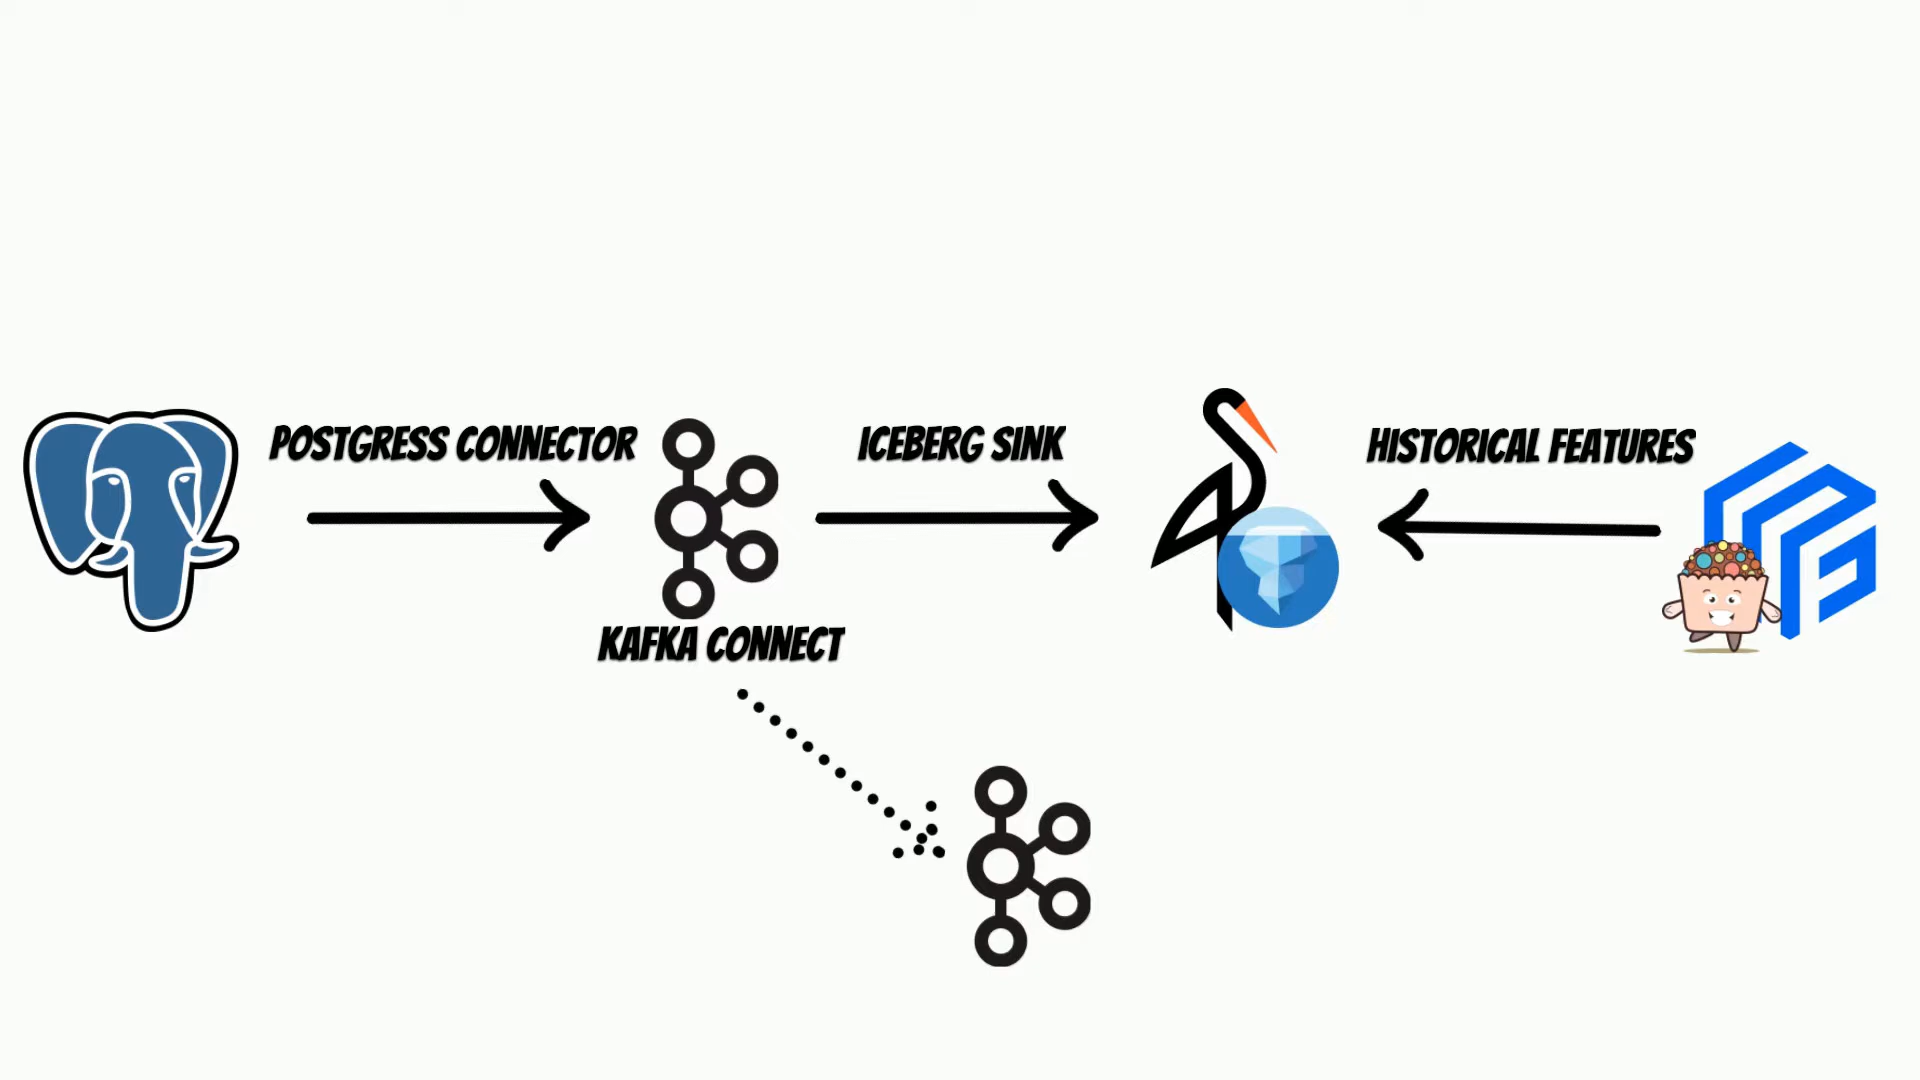 POSTGRESS CONNECTOR
ICEBERG SINK
HISTORICAL FEATURES
KAFKA CONNECT